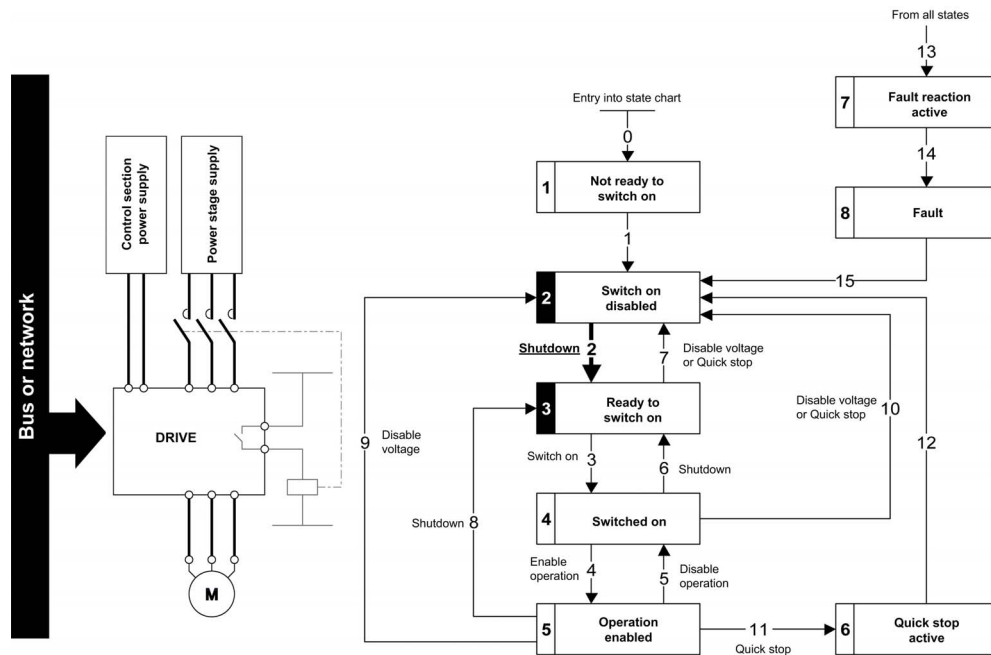 Bus or network
Control section
power supply
Power stage supply
DRIVE
M
From all states
13
7
Fault reaction
active
14
8
Fault
15
Entry into state chart
0
1
Not ready to
switch on
1
2
Switch on
disabled
Shutdown 2
7
Disable voltage
or Quick stop
3
Ready to
switch on
Switch on 3
6 Shutdown
4
Switched on
Enable
operation
4
5
Disable
operation
5
Operation
enabled
11
Quick stop
6
Quick stop
active
9
Disable
voltage
Shutdown 8
Disable voltage
or Quick stop
10
12